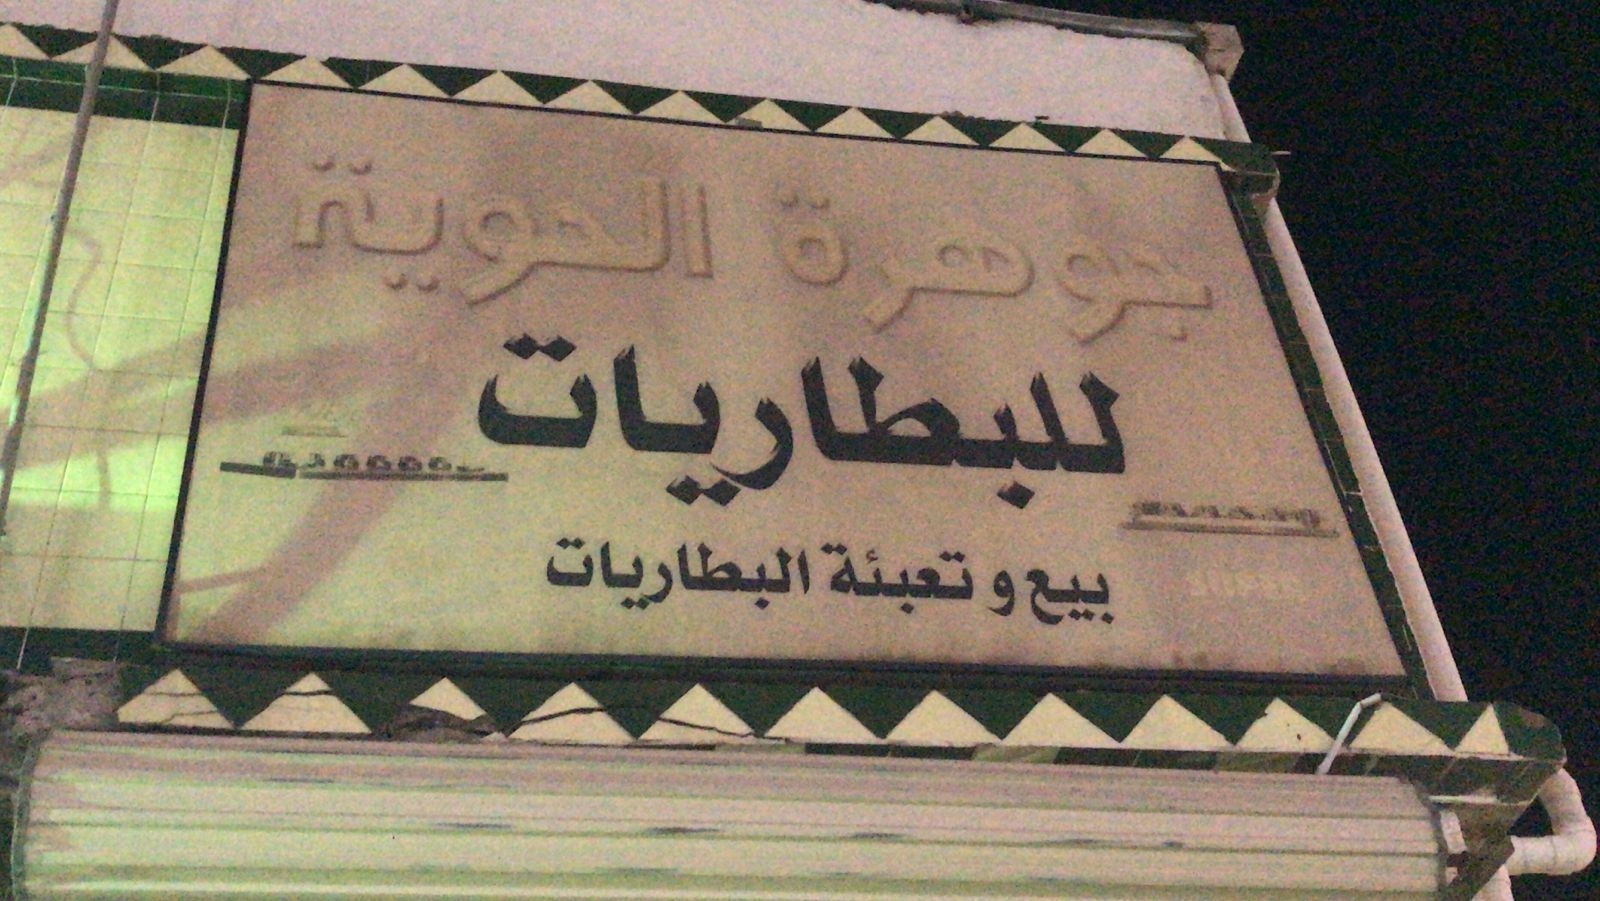 جوهرة الحوية
للبطاريات
بيع و تعبئة البطاريات